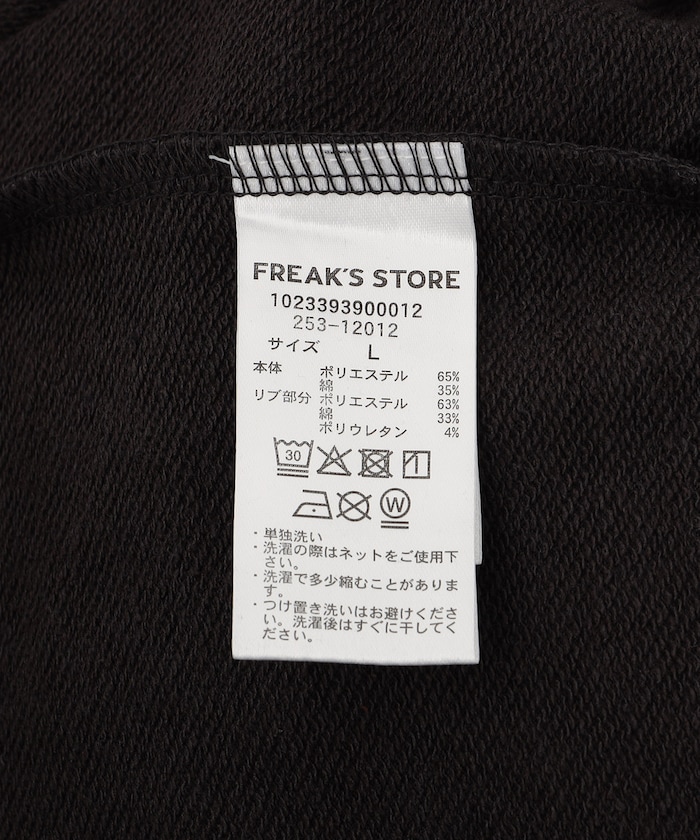 FREAK'S STORE
1023393900012
253-12012
サイズ L
本体 ポリエステル 65%
綿 35%
リブ部分 ポリエステル 63%
綿 33%
ポリウレタン 4%
30
W
・単独洗い
・洗濯の際はネットをご使用下
さい。
・洗濯で多少縮むことがありま
す。
・つけ置き洗いはお避けくださ
い。洗濯後はすぐに干してく
ださい。